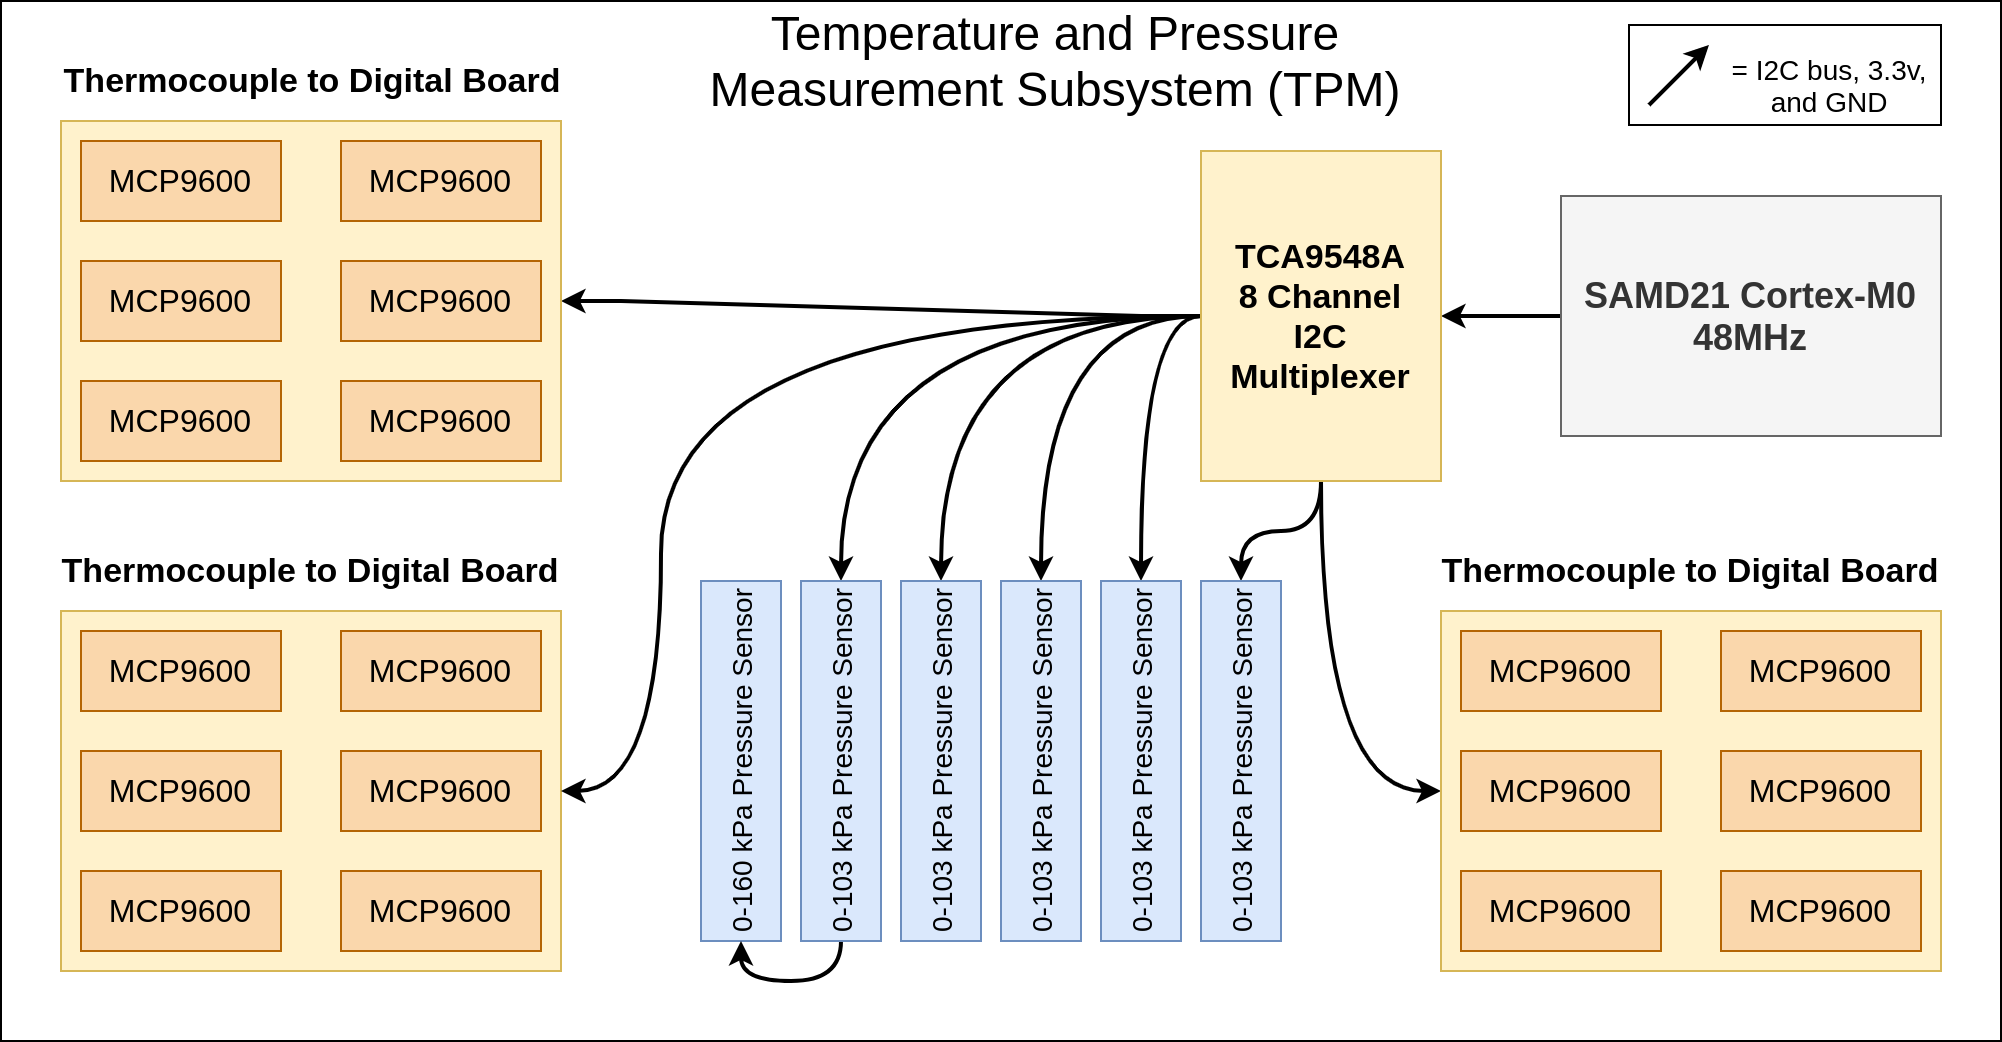 Temperature and Pressure
Measurement Subsystem (TPM)
= I2C bus, 3.3v,
and GND
Thermocouple to Digital Board
MCP9600
MCP9600
MCP9600
MCP9600
MCP9600
MCP9600
TCA9548A
8 Channel
I2C
Multiplexer
SAMD21 Cortex-M0
48MHz
Thermocouple to Digital Board
MCP9600
MCP9600
MCP9600
MCP9600
MCP9600
MCP9600
0-160 kPa Pressure Sensor
0-103 kPa Pressure Sensor
0-103 kPa Pressure Sensor
0-103 kPa Pressure Sensor
0-103 kPa Pressure Sensor
0-103 kPa Pressure Sensor
Thermocouple to Digital Board
MCP9600
MCP9600
MCP9600
MCP9600
MCP9600
MCP9600